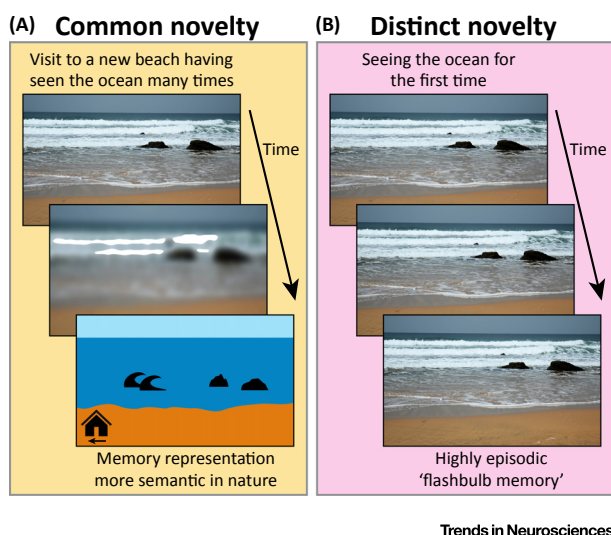 (A) Common novelty
Visit to a new beach having
seen the ocean many times
Time
Memory representation
more semantic in nature
(B) Distinct novelty
Seeing the ocean for
the first time
Time
Highly episodic
‘flashbulb memory’
Trends in Neurosciences